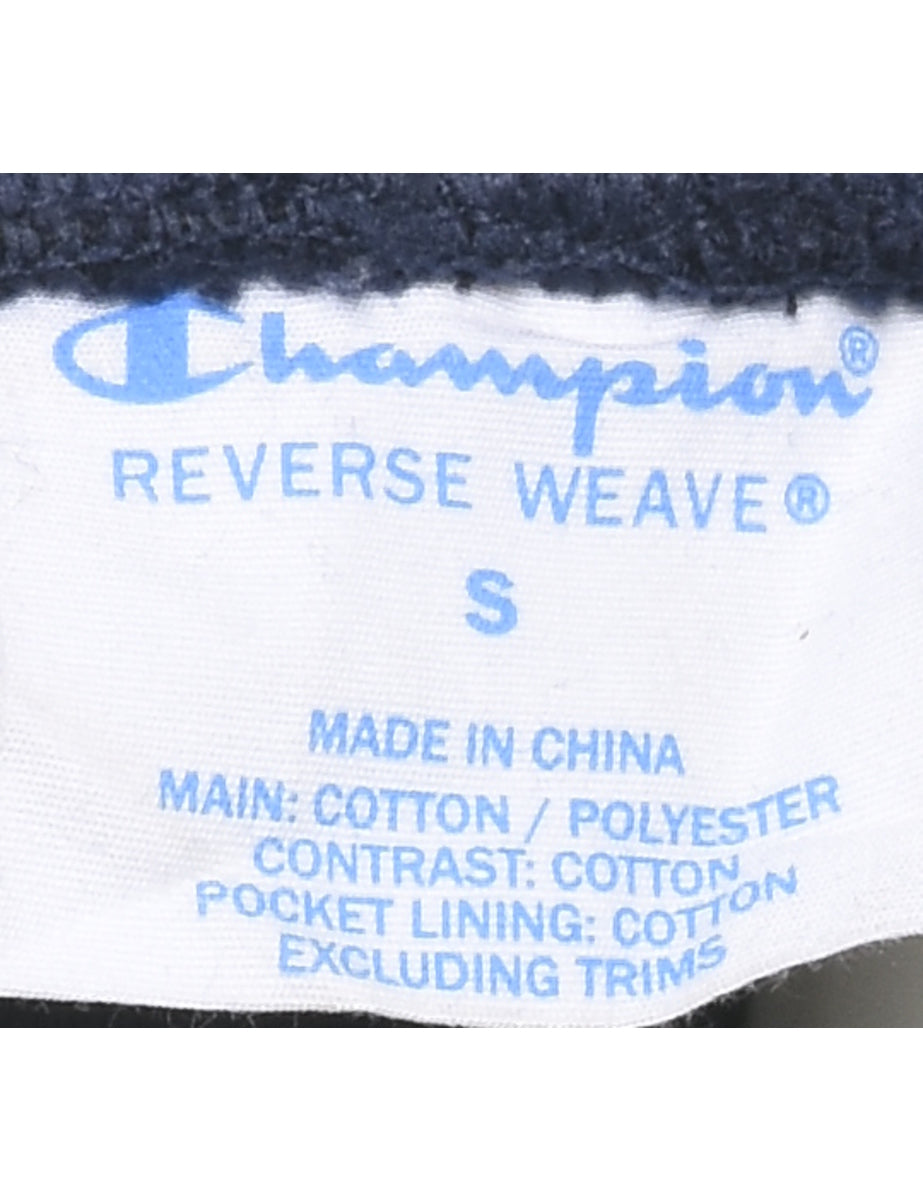 Champion®
REVERSE WEAVE®
S
MADE IN CHINA
MAIN: COTTON / POLYESTER
CONTRAST: COTTON
POCKET LINING: COTTON
EXCLUDING TRIMS